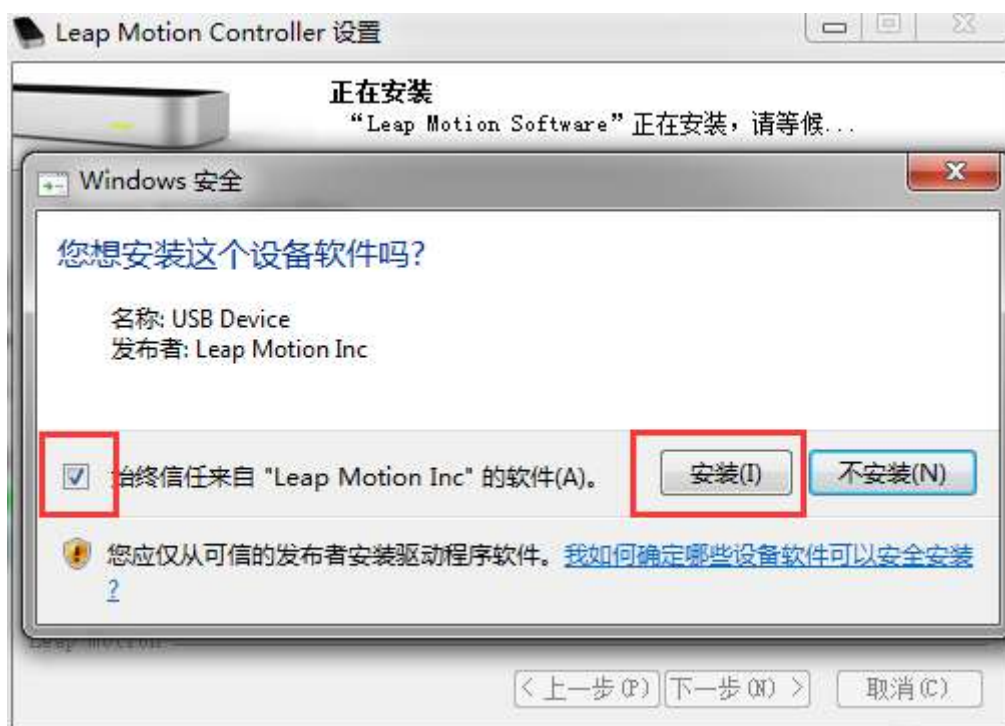 Leap Motion Controller 设置
正在安装
“Leap Motion Software”正在安装，请等候...
Windows 安全
您想安装这个设备软件吗?
名称: USB Device
发布者: Leap Motion Inc
始终信任来自 "Leap Motion Inc" 的软件(A)。
安装(I)
不安装(N)
您应仅从可信的发布者安装驱动程序软件。我如何确定哪些设备软件可以安全安装
?
Leap Motion
< 上一步(P)
下一步(N) >
取消(C)